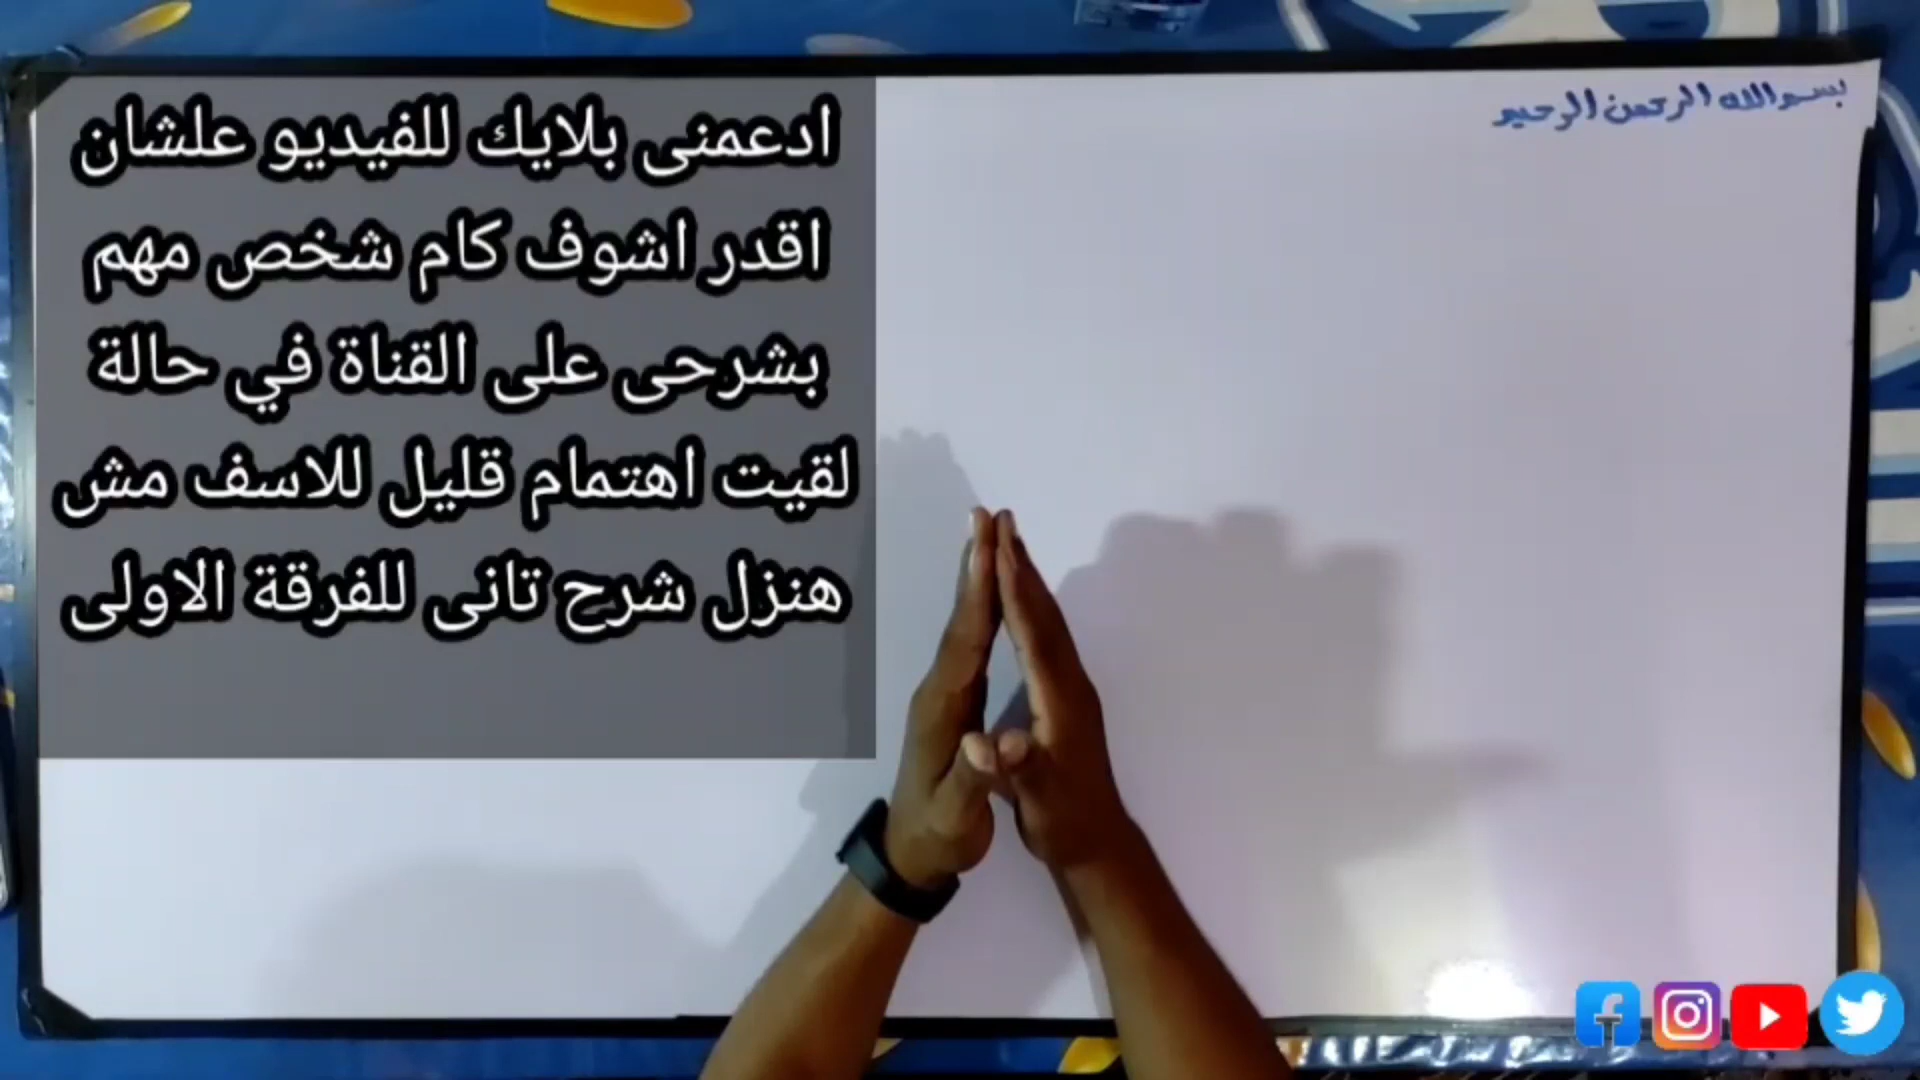 بسم الله الرحمن الرحيم
ادعمنى بلايك للفيديو علشان
اقدر اشوف كام شخص مهم
بشرحى على القناة في حالة
لقيت اهتمام قليل للاسف مش
هنزل شرح تانى للفرقة الاولى